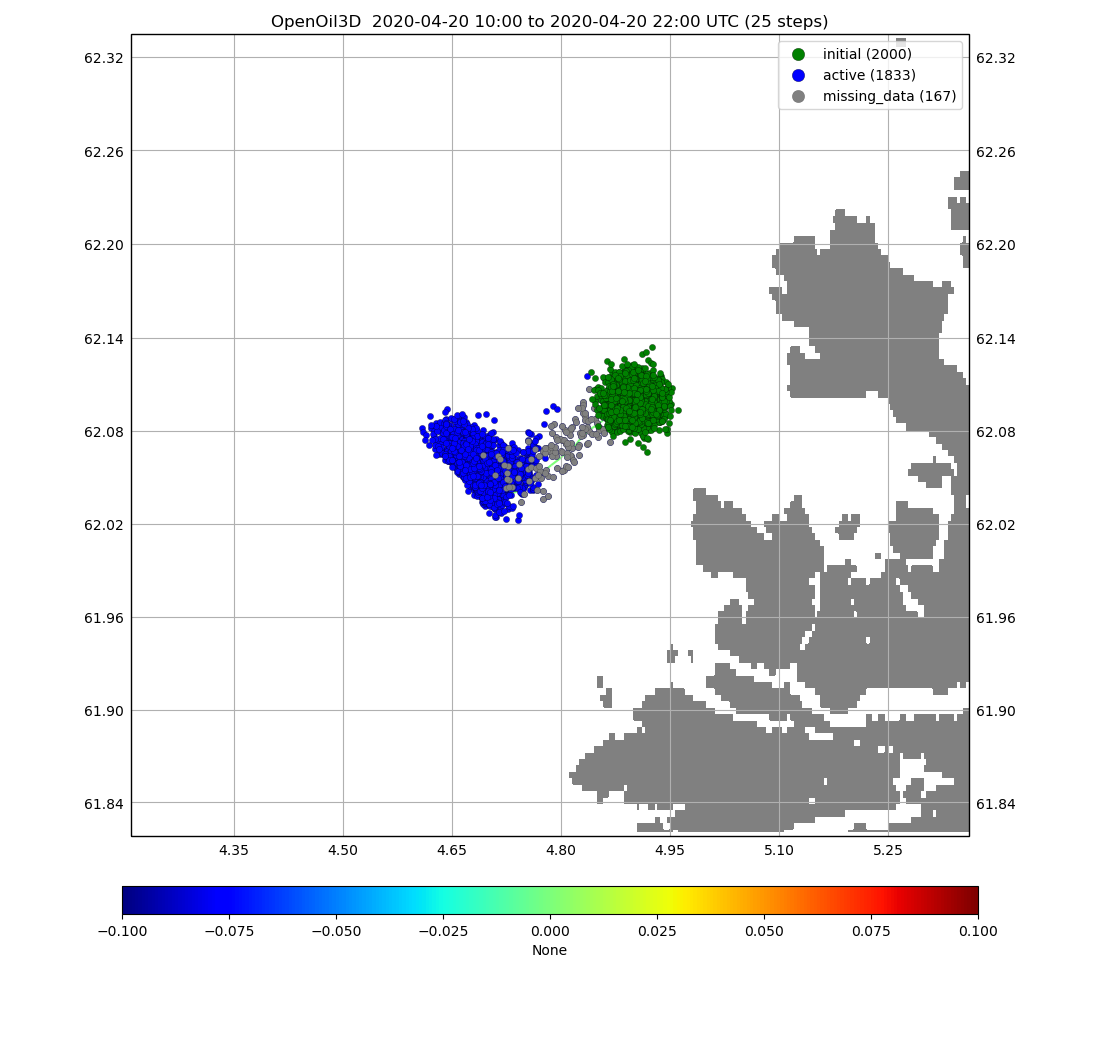 OpenOil3D 2020-04-20 10:00 to 2020-04-20 22:00 UTC (25 steps)
initial (2000)
active (1833)
missing_data (167)
62.32 62.32
62.26 62.26
62.20 62.20
62.14 62.14
62.08 62.08
62.02 62.02
61.96 61.96
61.90 61.90
61.84 61.84
4.35 4.50 4.65 4.80 4.95 5.10 5.25
−0.100 −0.075 −0.050 −0.025 0.000 0.025 0.050 0.075 0.100
None